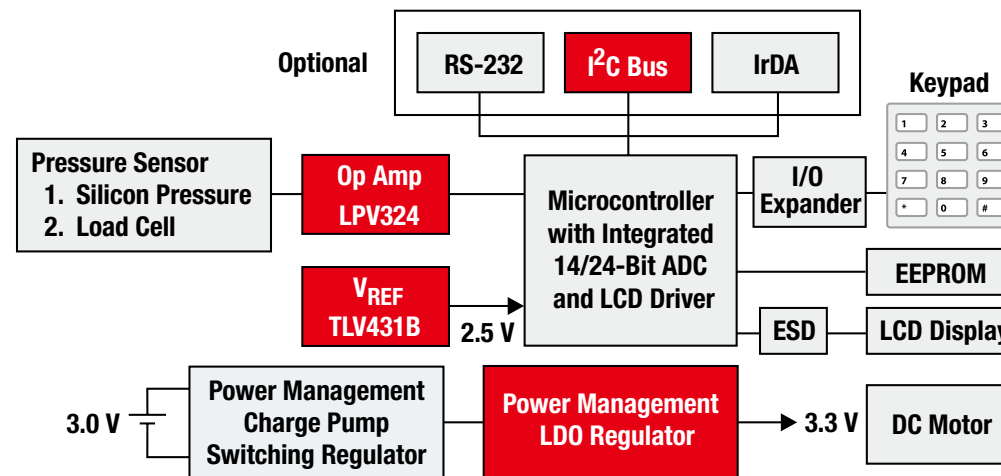 Optional
RS-232
I²C Bus
IrDA
Keypad
1 2 3
4 5 6
7 8 9
* 0 #
Pressure Sensor
1. Silicon Pressure
2. Load Cell
Op Amp
LPV324
Microcontroller
with Integrated
14/24-Bit ADC
and LCD Driver
I/O
Expander
VREF
TLV431B
2.5 V
EEPROM
ESD
LCD Display
3.0 V
Power Management
Charge Pump
Switching Regulator
Power Management
LDO Regulator
3.3 V
DC Motor